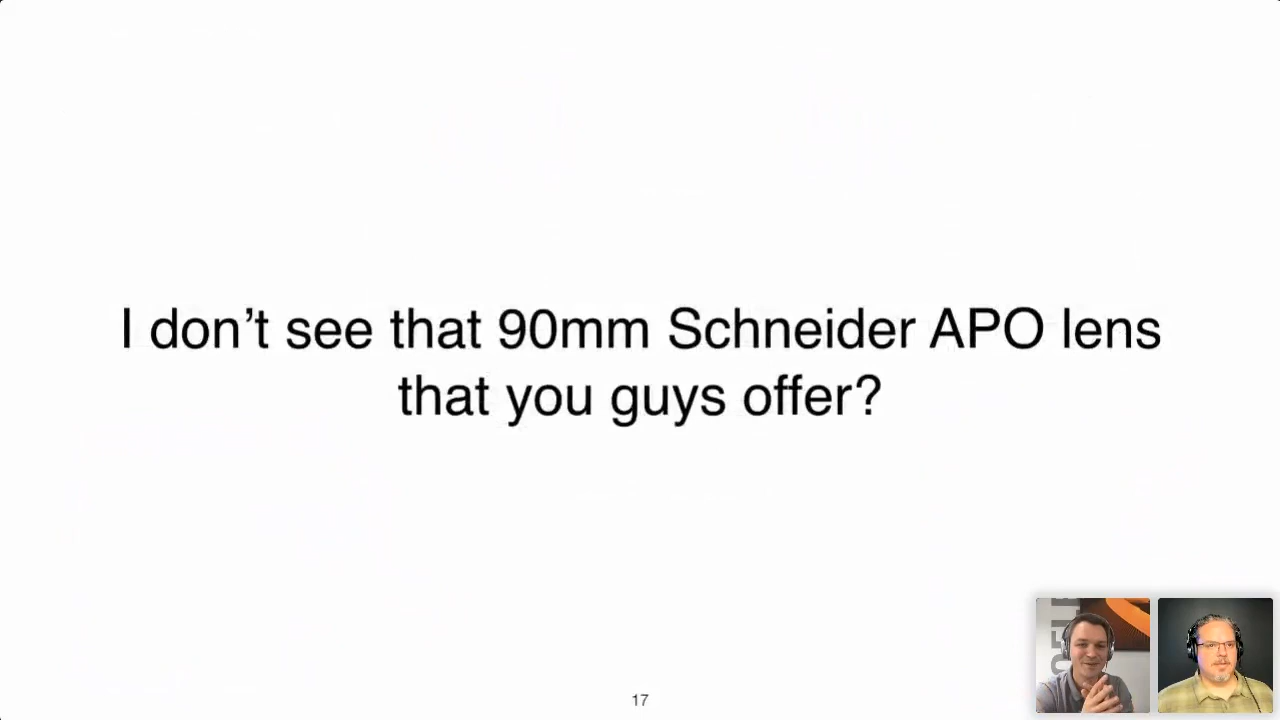 I don’t see that 90mm Schneider APO lens
that you guys offer?
17